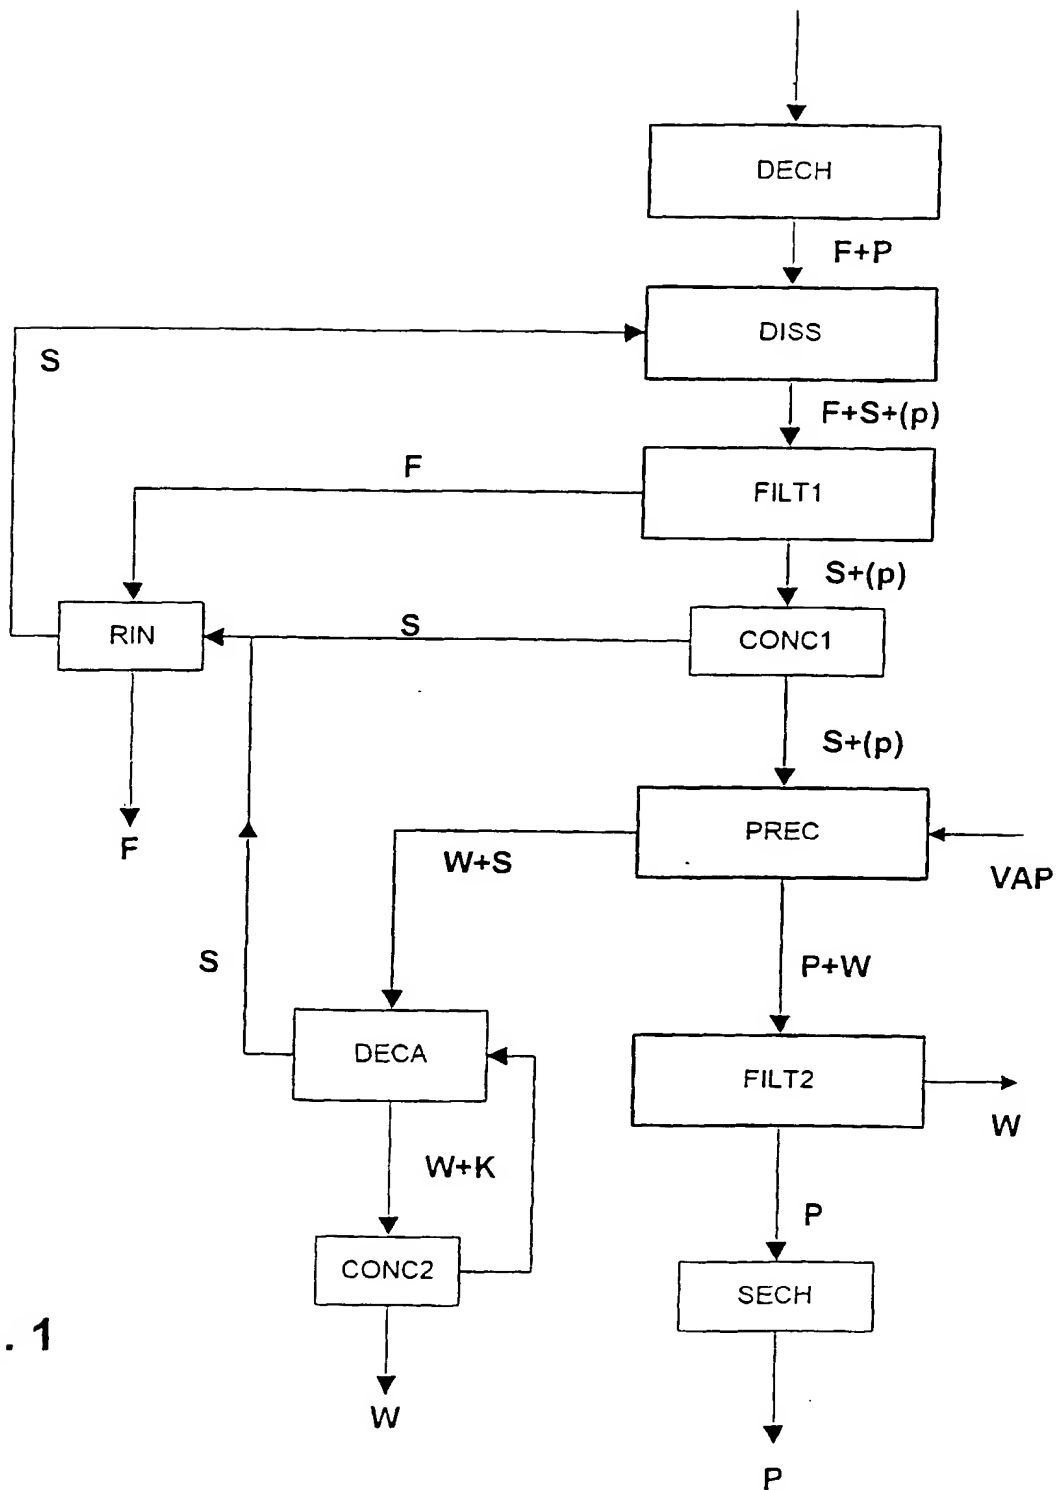 DECH
F+P
DISS
S
F+S+(p)
F
FILT1
S+(p)
RIN
S
CONC1
S+(p)
F
PREC
W+S
VAP
S
P+W
DECA
FILT2
W
W+K
P
CONC2
SECH
. 1
W
P